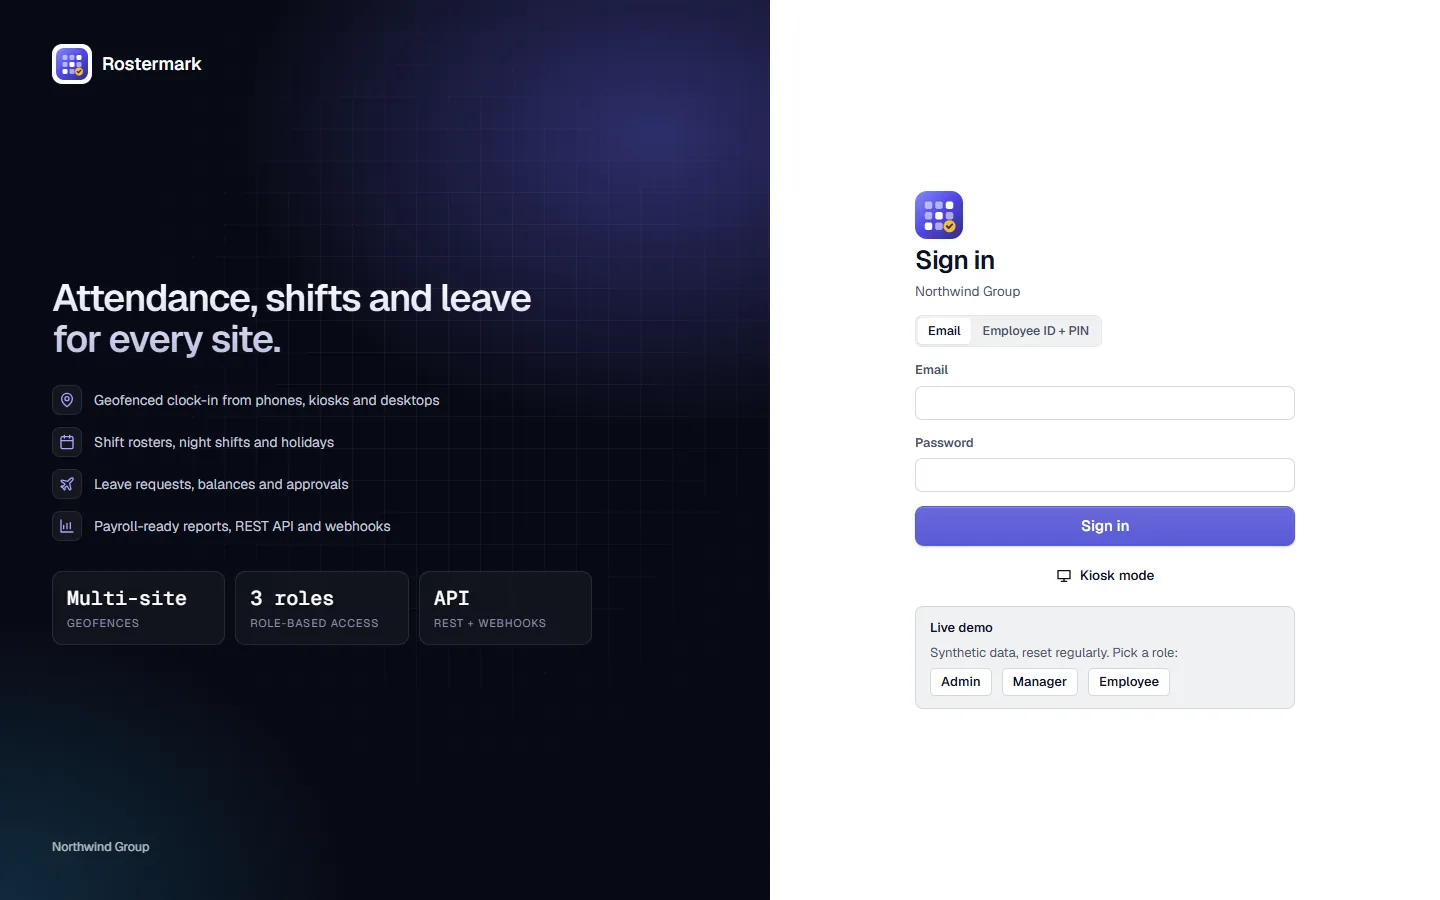 Rostermark
Attendance, shifts and leave
for every site.
Geofenced clock-in from phones, kiosks and desktops
Shift rosters, night shifts and holidays
Leave requests, balances and approvals
Payroll-ready reports, REST API and webhooks
Multi-site
GEOFENCES
3 roles
ROLE-BASED ACCESS
API
REST + WEBHOOKS
Northwind Group
Sign in
Northwind Group
Email
Employee ID + PIN
Email
Password
Sign in
Kiosk mode
Live demo
Synthetic data, reset regularly. Pick a role:
Admin
Manager
Employee